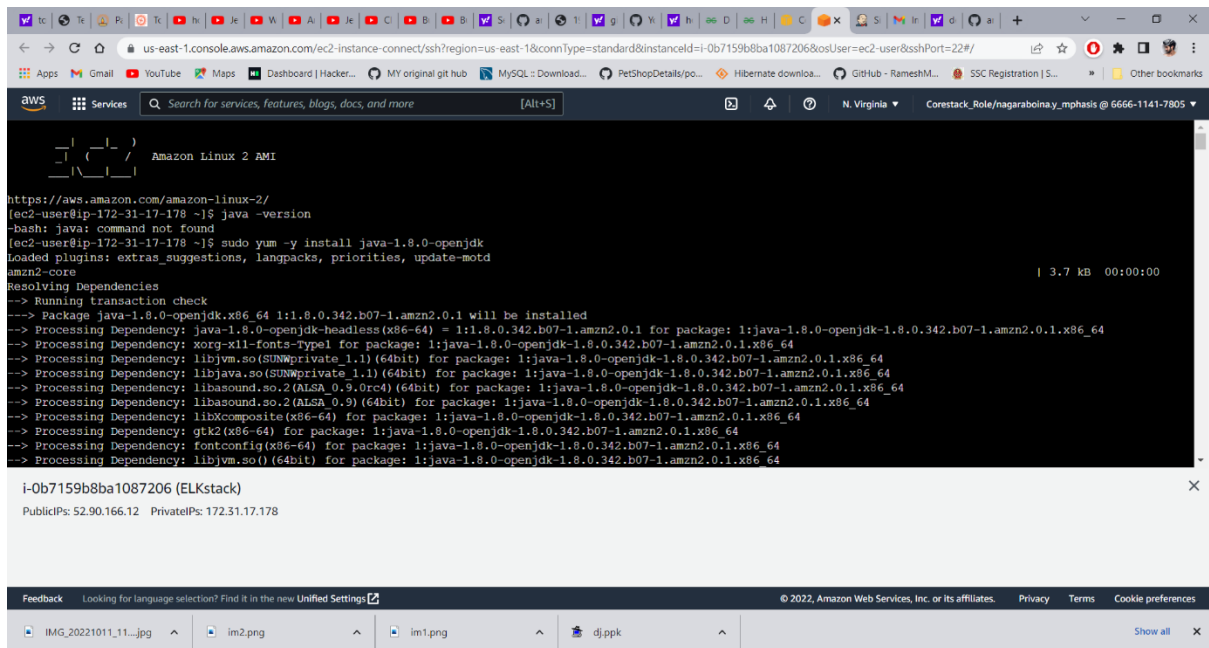 us-east-1.console.aws.amazon.com/ec2-instance-connect/ssh?region=us-east-1&connType=standard&instanceId=i-0b7159b8ba1087206&osUser=ec2-user&sshPort=22#/
Apps Gmail YouTube Maps Dashboard | Hacker... MY original git hub MySQL :: Download... PetShopDetails/po... Hibernate downloa... GitHub - RameshM... SSC Registration | S... » Other bookmarks
aws Services Search for services, features, blogs, docs, and more [Alt+S] N. Virginia ▼ Corestack_Role/nagaraboina.y_mphasis @ 6666-1141-7805 ▼
__| __|_ )
_| ( / Amazon Linux 2 AMI
___|\___|___|
https://aws.amazon.com/amazon-linux-2/
[ec2-user@ip-172-31-17-178 ~]$ java -version
-bash: java: command not found
[ec2-user@ip-172-31-17-178 ~]$ sudo yum -y install java-1.8.0-openjdk
Loaded plugins: extras_suggestions, langpacks, priorities, update-motd
amzn2-core | 3.7 kB 00:00:00
Resolving Dependencies
--> Running transaction check
---> Package java-1.8.0-openjdk.x86_64 1:1.8.0.342.b07-1.amzn2.0.1 will be installed
--> Processing Dependency: java-1.8.0-openjdk-headless(x86-64) = 1:1.8.0.342.b07-1.amzn2.0.1 for package: 1:java-1.8.0-openjdk-1.8.0.342.b07-1.amzn2.0.1.x86_64
--> Processing Dependency: xorg-x11-fonts-Type1 for package: 1:java-1.8.0-openjdk-1.8.0.342.b07-1.amzn2.0.1.x86_64
--> Processing Dependency: libjvm.so(SUNWprivate_1.1)(64bit) for package: 1:java-1.8.0-openjdk-1.8.0.342.b07-1.amzn2.0.1.x86_64
--> Processing Dependency: libjava.so(SUNWprivate_1.1)(64bit) for package: 1:java-1.8.0-openjdk-1.8.0.342.b07-1.amzn2.0.1.x86_64
--> Processing Dependency: libasound.so.2(ALSA_0.9.0rc4)(64bit) for package: 1:java-1.8.0-openjdk-1.8.0.342.b07-1.amzn2.0.1.x86_64
--> Processing Dependency: libasound.so.2(ALSA_0.9)(64bit) for package: 1:java-1.8.0-openjdk-1.8.0.342.b07-1.amzn2.0.1.x86_64
--> Processing Dependency: libXcomposite(x86-64) for package: 1:java-1.8.0-openjdk-1.8.0.342.b07-1.amzn2.0.1.x86_64
--> Processing Dependency: gtk2(x86-64) for package: 1:java-1.8.0-openjdk-1.8.0.342.b07-1.amzn2.0.1.x86_64
--> Processing Dependency: fontconfig(x86-64) for package: 1:java-1.8.0-openjdk-1.8.0.342.b07-1.amzn2.0.1.x86_64
--> Processing Dependency: libjvm.so()(64bit) for package: 1:java-1.8.0-openjdk-1.8.0.342.b07-1.amzn2.0.1.x86_64
i-0b7159b8ba1087206 (ELKstack)
PublicIPs: 52.90.166.12 PrivateIPs: 172.31.17.178
Feedback Looking for language selection? Find it in the new Unified Settings © 2022, Amazon Web Services, Inc. or its affiliates. Privacy Terms Cookie preferences
IMG_20221011_11....jpg im2.png im1.png dj.ppk Show all